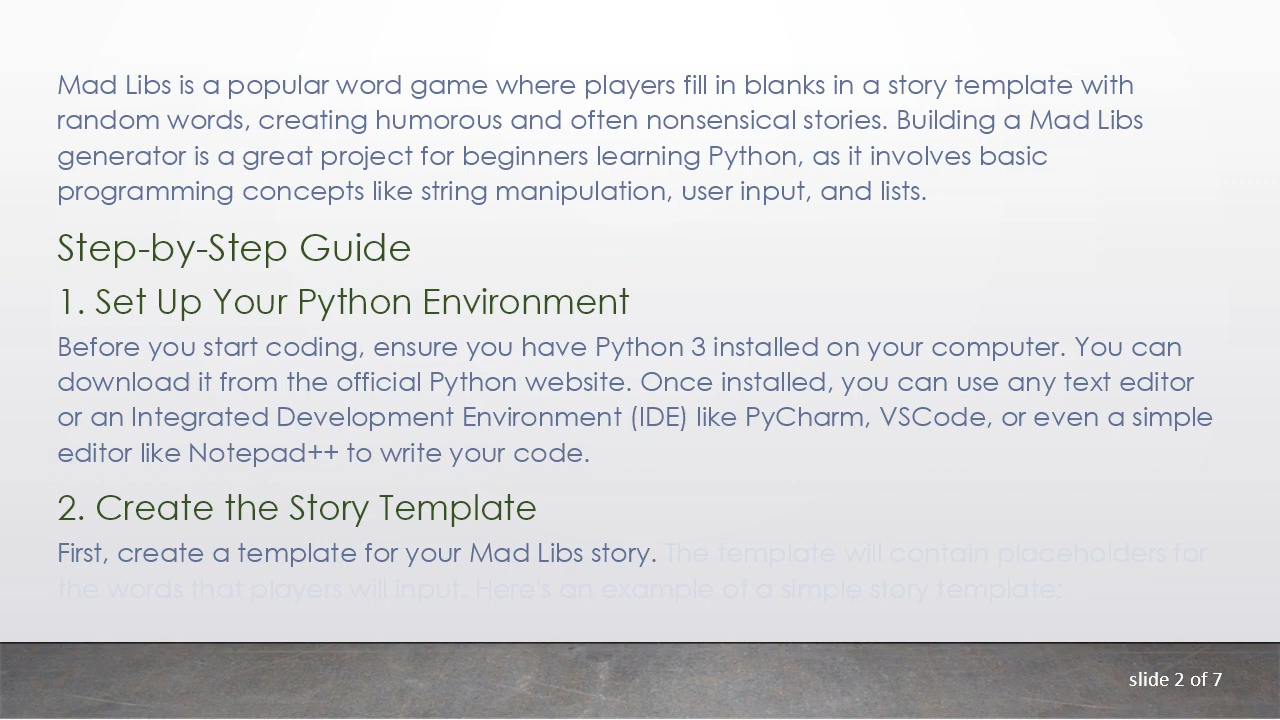 Mad Libs is a popular word game where players fill in blanks in a story template with
random words, creating humorous and often nonsensical stories. Building a Mad Libs
generator is a great project for beginners learning Python, as it involves basic
programming concepts like string manipulation, user input, and lists.
Step-by-Step Guide
1. Set Up Your Python Environment
Before you start coding, ensure you have Python 3 installed on your computer. You can
download it from the official Python website. Once installed, you can use any text editor
or an Integrated Development Environment (IDE) like PyCharm, VSCode, or even a simple
editor like Notepad++ to write your code.
2. Create the Story Template
First, create a template for your Mad Libs story. The template will contain placeholders for
the words that players will input. Here's an example of a simple story template:
slide 2 of 7